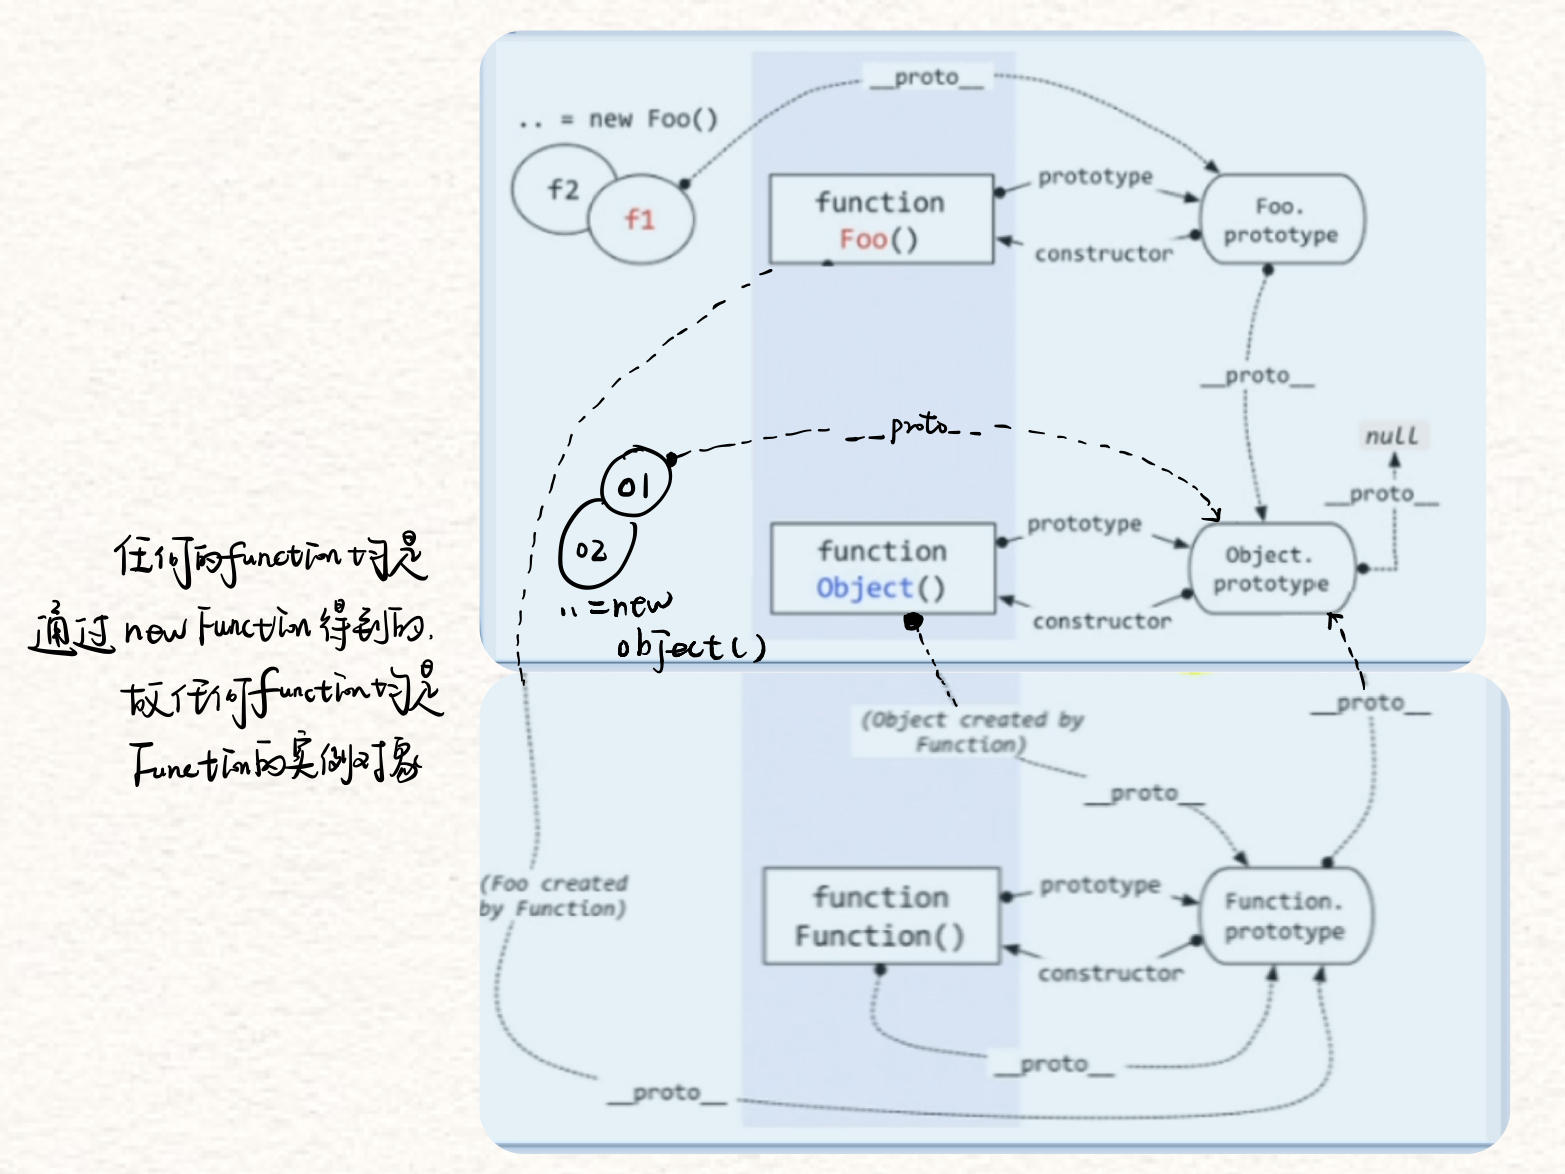 __proto__
.. = new Foo()
f2
f1
function
Foo()
prototype
constructor
Foo.
prototype
__proto__
__proto__
null
__proto__
o1
o2
.. = new
object()
function
Object()
prototype
constructor
Object.
prototype
任何的function均是
通过 new Function得到的.
故任何function均是
Function的实例对象
(Object created by
Function)
__proto__
__proto__
(Foo created
by Function)
function
Function()
prototype
constructor
Function.
prototype
__proto__
__proto__